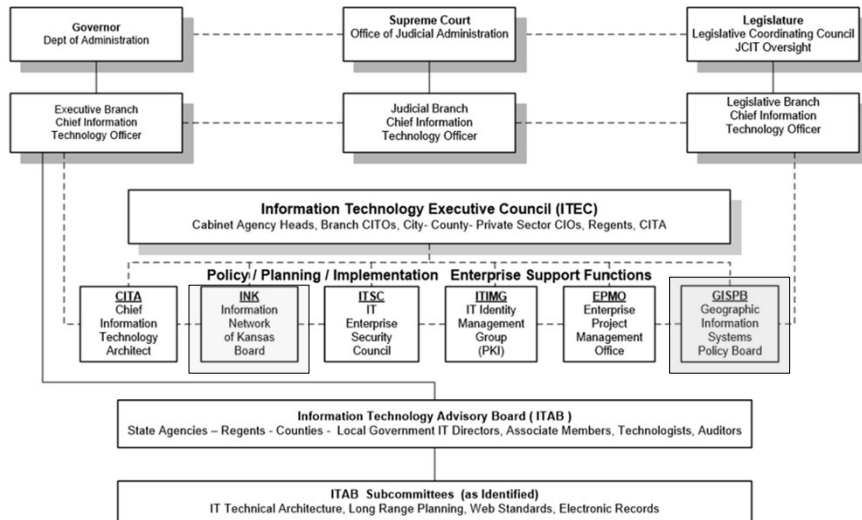 Governor
Dept of Administration
Supreme Court
Office of Judicial Administration
Legislature
Legislative Coordinating Council
JCIT Oversight
Executive Branch
Chief Information
Technology Officer
Judicial Branch
Chief Information
Technology Officer
Legislative Branch
Chief Information
Technology Officer
Information Technology Executive Council (ITEC)
Cabinet Agency Heads, Branch CITOs, City- County- Private Sector CIOs, Regents, CITA
Policy / Planning / Implementation Enterprise Support Functions
CITA
Chief
Information
Technology
Architect
INK
Information
Network
of Kansas
Board
ITSC
IT
Enterprise
Security
Council
ITIMG
IT Identity
Management
Group
(PKI)
EPMO
Enterprise
Project
Management
Office
GISPB
Geographic
Information
Systems
Policy Board
Information Technology Advisory Board ( ITAB )
State Agencies – Regents - Counties - Local Government IT Directors, Associate Members, Technologists, Auditors
ITAB Subcommittees (as Identified)
IT Technical Architecture, Long Range Planning, Web Standards, Electronic Records